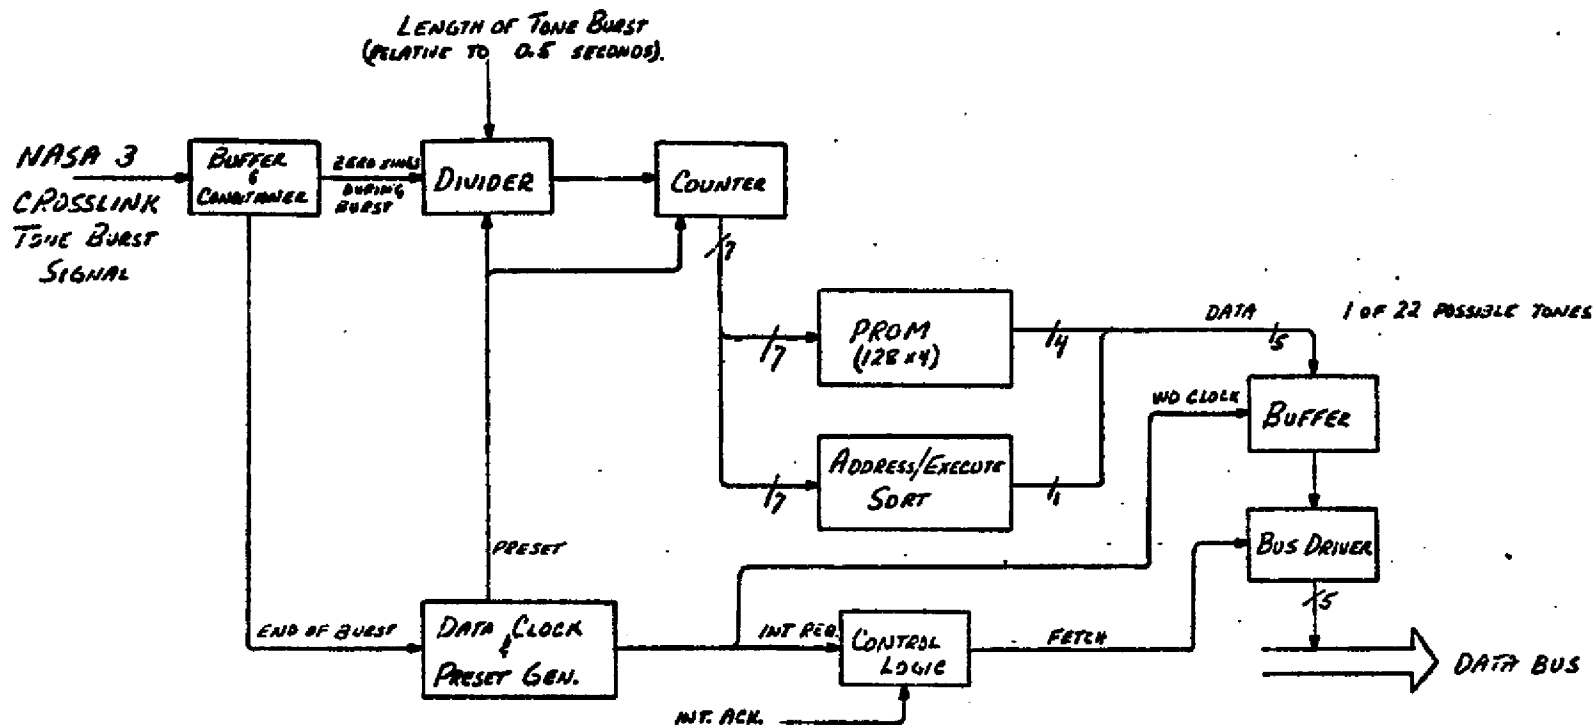 LENGTH OF TONE BURST
(RELATIVE TO 0.5 SECONDS).
NASA 3
CROSSLINK
TONE BURST
SIGNAL
BUFFER
&
CONDITIONER
ZERO XINGS
DURING
BURST
DIVIDER
COUNTER
7
7
PROM
(128 x 4)
4
DATA
5
1 OF 22 POSSIBLE TONES
WD CLOCK
BUFFER
7
ADDRESS/EXECUTE
SORT
1
BUS DRIVER
5
PRESET
END OF BURST
DATA CLOCK
&
PRESET GEN.
INT REQ.
CONTROL
LOGIC
FETCH
DATA BUS
INT. ACK.